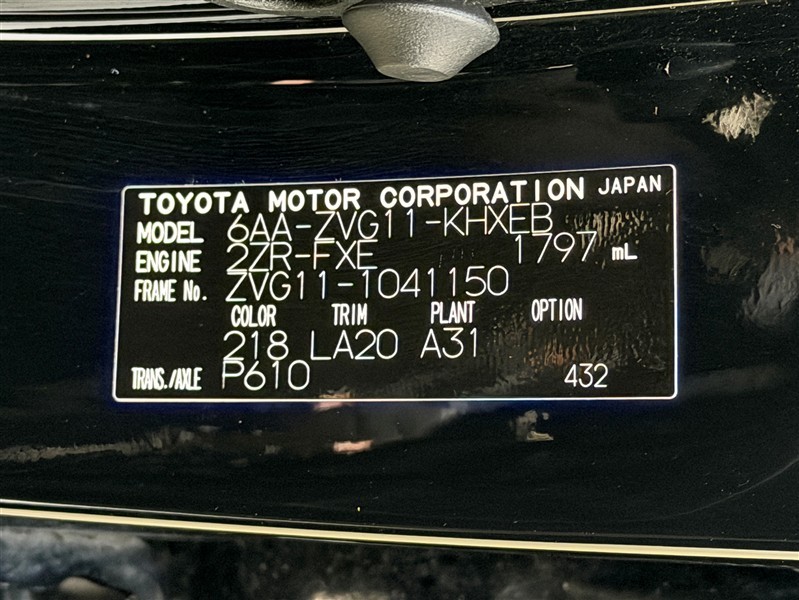 TOYOTA MOTOR CORPORATION JAPAN
MODEL 6AA-ZVG11-KHXEB
ENGINE 2ZR-FXE 1797 mL
FRAME No. ZVG11-1041150
COLOR TRIM PLANT OPTION
218 LA20 A31
TRANS./AXLE P610 432